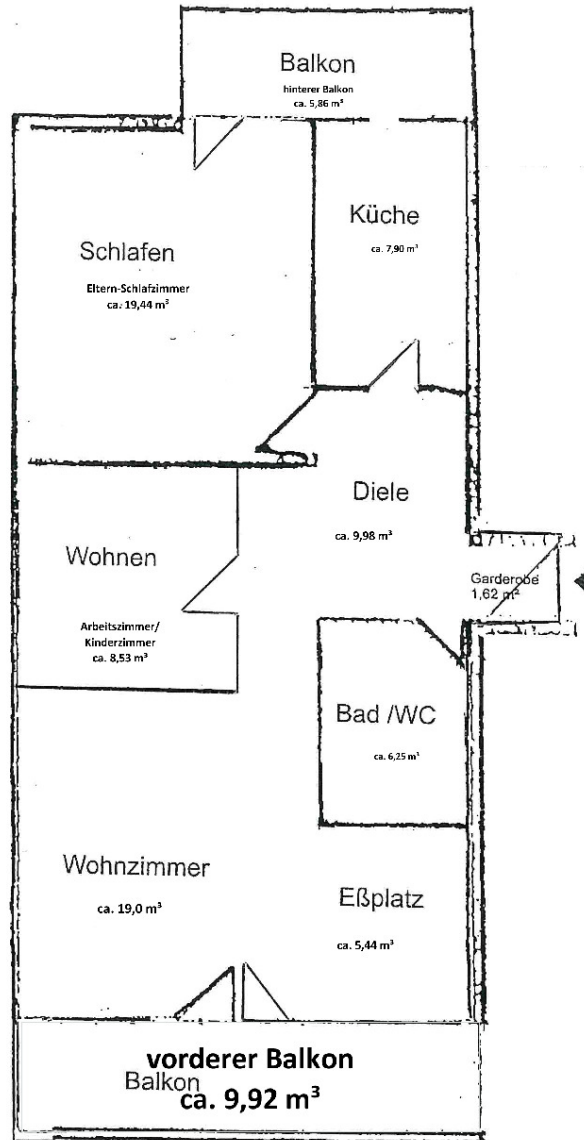 Balkon
hinterer Balkon
ca. 5,86 m³
Küche
ca. 7,90 m³
Schlafen
Eltern-Schlafzimmer
ca. 19,44 m³
Diele
ca. 9,98 m³
Wohnen
Arbeitszimmer/
Kinderzimmer
ca. 8,53 m³
Garderobe
1,62 m²
Bad /WC
ca. 6,25 m³
Wohnzimmer
ca. 19,0 m³
Eßplatz
ca. 5,44 m³
vorderer Balkon
Balkon
ca. 9,92 m³